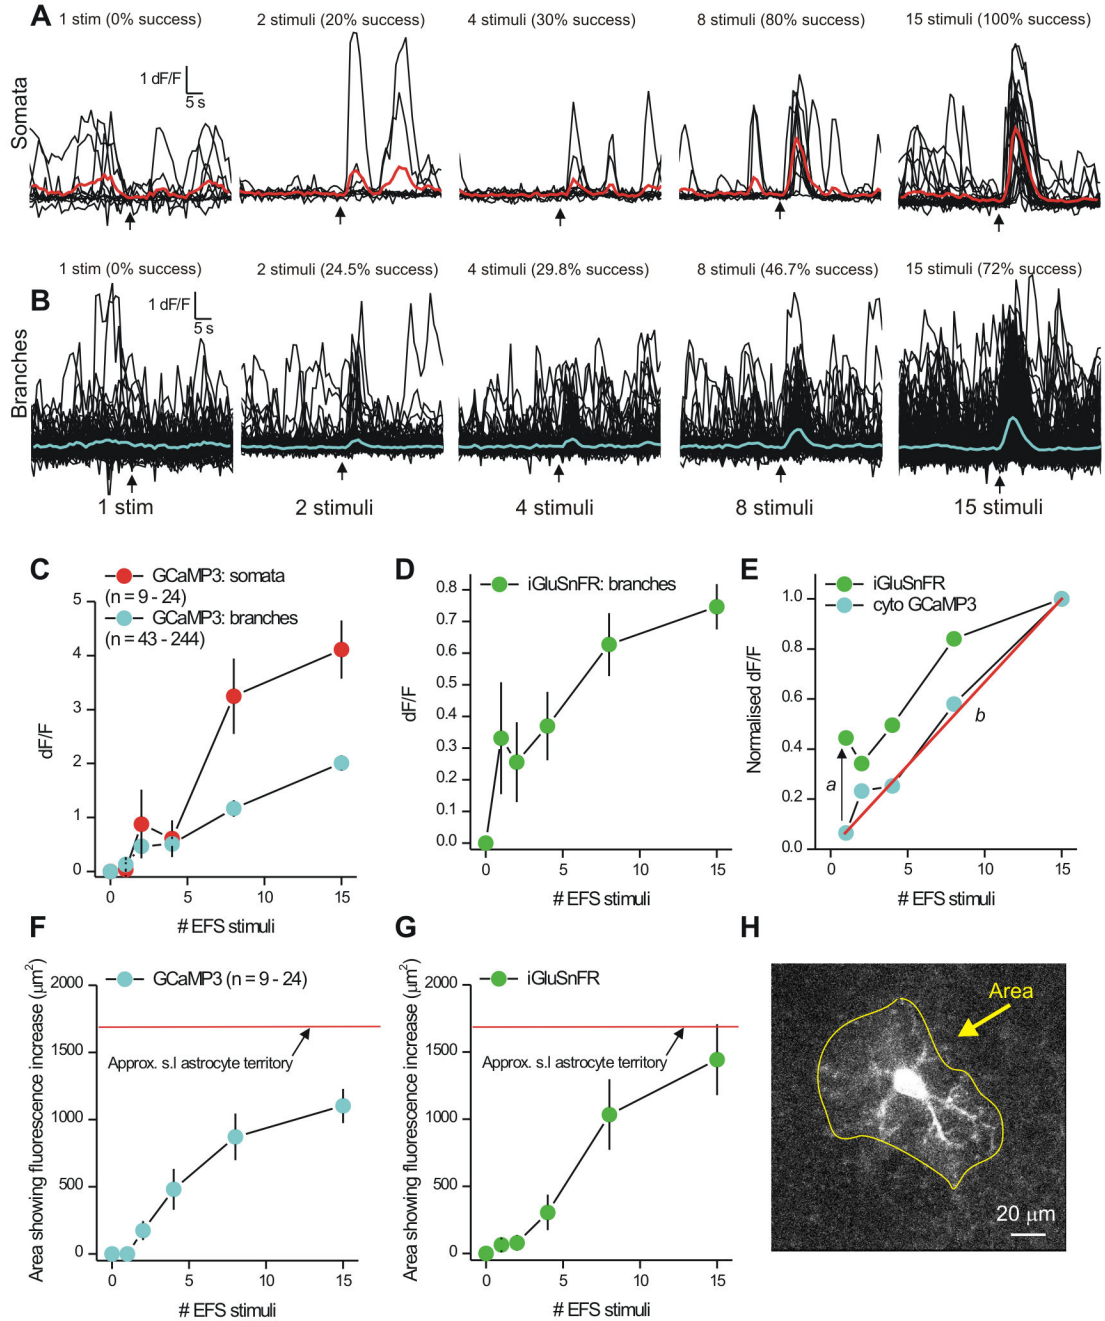 A
1 stim (0% success)
2 stimuli (20% success)
4 stimuli (30% success)
8 stimuli (80% success)
15 stimuli (100% success)
Somata
1 dF/F
5 s
B
1 stim (0% success)
2 stimuli (24.5% success)
4 stimuli (29.8% success)
8 stimuli (46.7% success)
15 stimuli (72% success)
Branches
1 dF/F
5 s
1 stim
2 stimuli
4 stimuli
8 stimuli
15 stimuli
C
GCaMP3: somata
(n = 9 - 24)
GCaMP3: branches
(n = 43 - 244)
dF/F
5
4
3
2
1
0
0
5
10
15
# EFS stimuli
D
iGluSnFR: branches
dF/F
0.8
0.7
0.6
0.5
0.4
0.3
0.2
0.1
0.0
0
5
10
15
# EFS stimuli
E
iGluSnFR
cyto GCaMP3
Normalised dF/F
1.0
0.8
0.6
0.4
0.2
0.0
a
b
0
5
10
15
# EFS stimuli
F
GCaMP3 (n = 9 - 24)
Area showing fluorescence increase (μm²)
2000
1500
1000
500
0
Approx. s.l astrocyte territory
0
5
10
15
# EFS stimuli
G
iGluSnFR
Area showing fluorescence increase (μm²)
2000
1500
1000
500
0
Approx. s.l astrocyte territory
0
5
10
15
# EFS stimuli
H
Area
20 μm